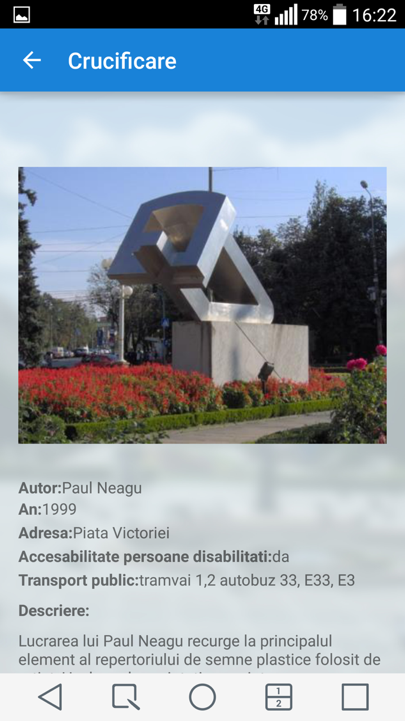 4G 78% 16:22
Crucificare
Autor:Paul Neagu
An:1999
Adresa:Piata Victoriei
Accesabilitate persoane disabilitati:da
Transport public:tramvai 1,2 autobuz 33, E33, E3
Descriere:
Lucrarea lui Paul Neagu recurge la principalul
element al repertoriului de semne plastice folosit de
1
2